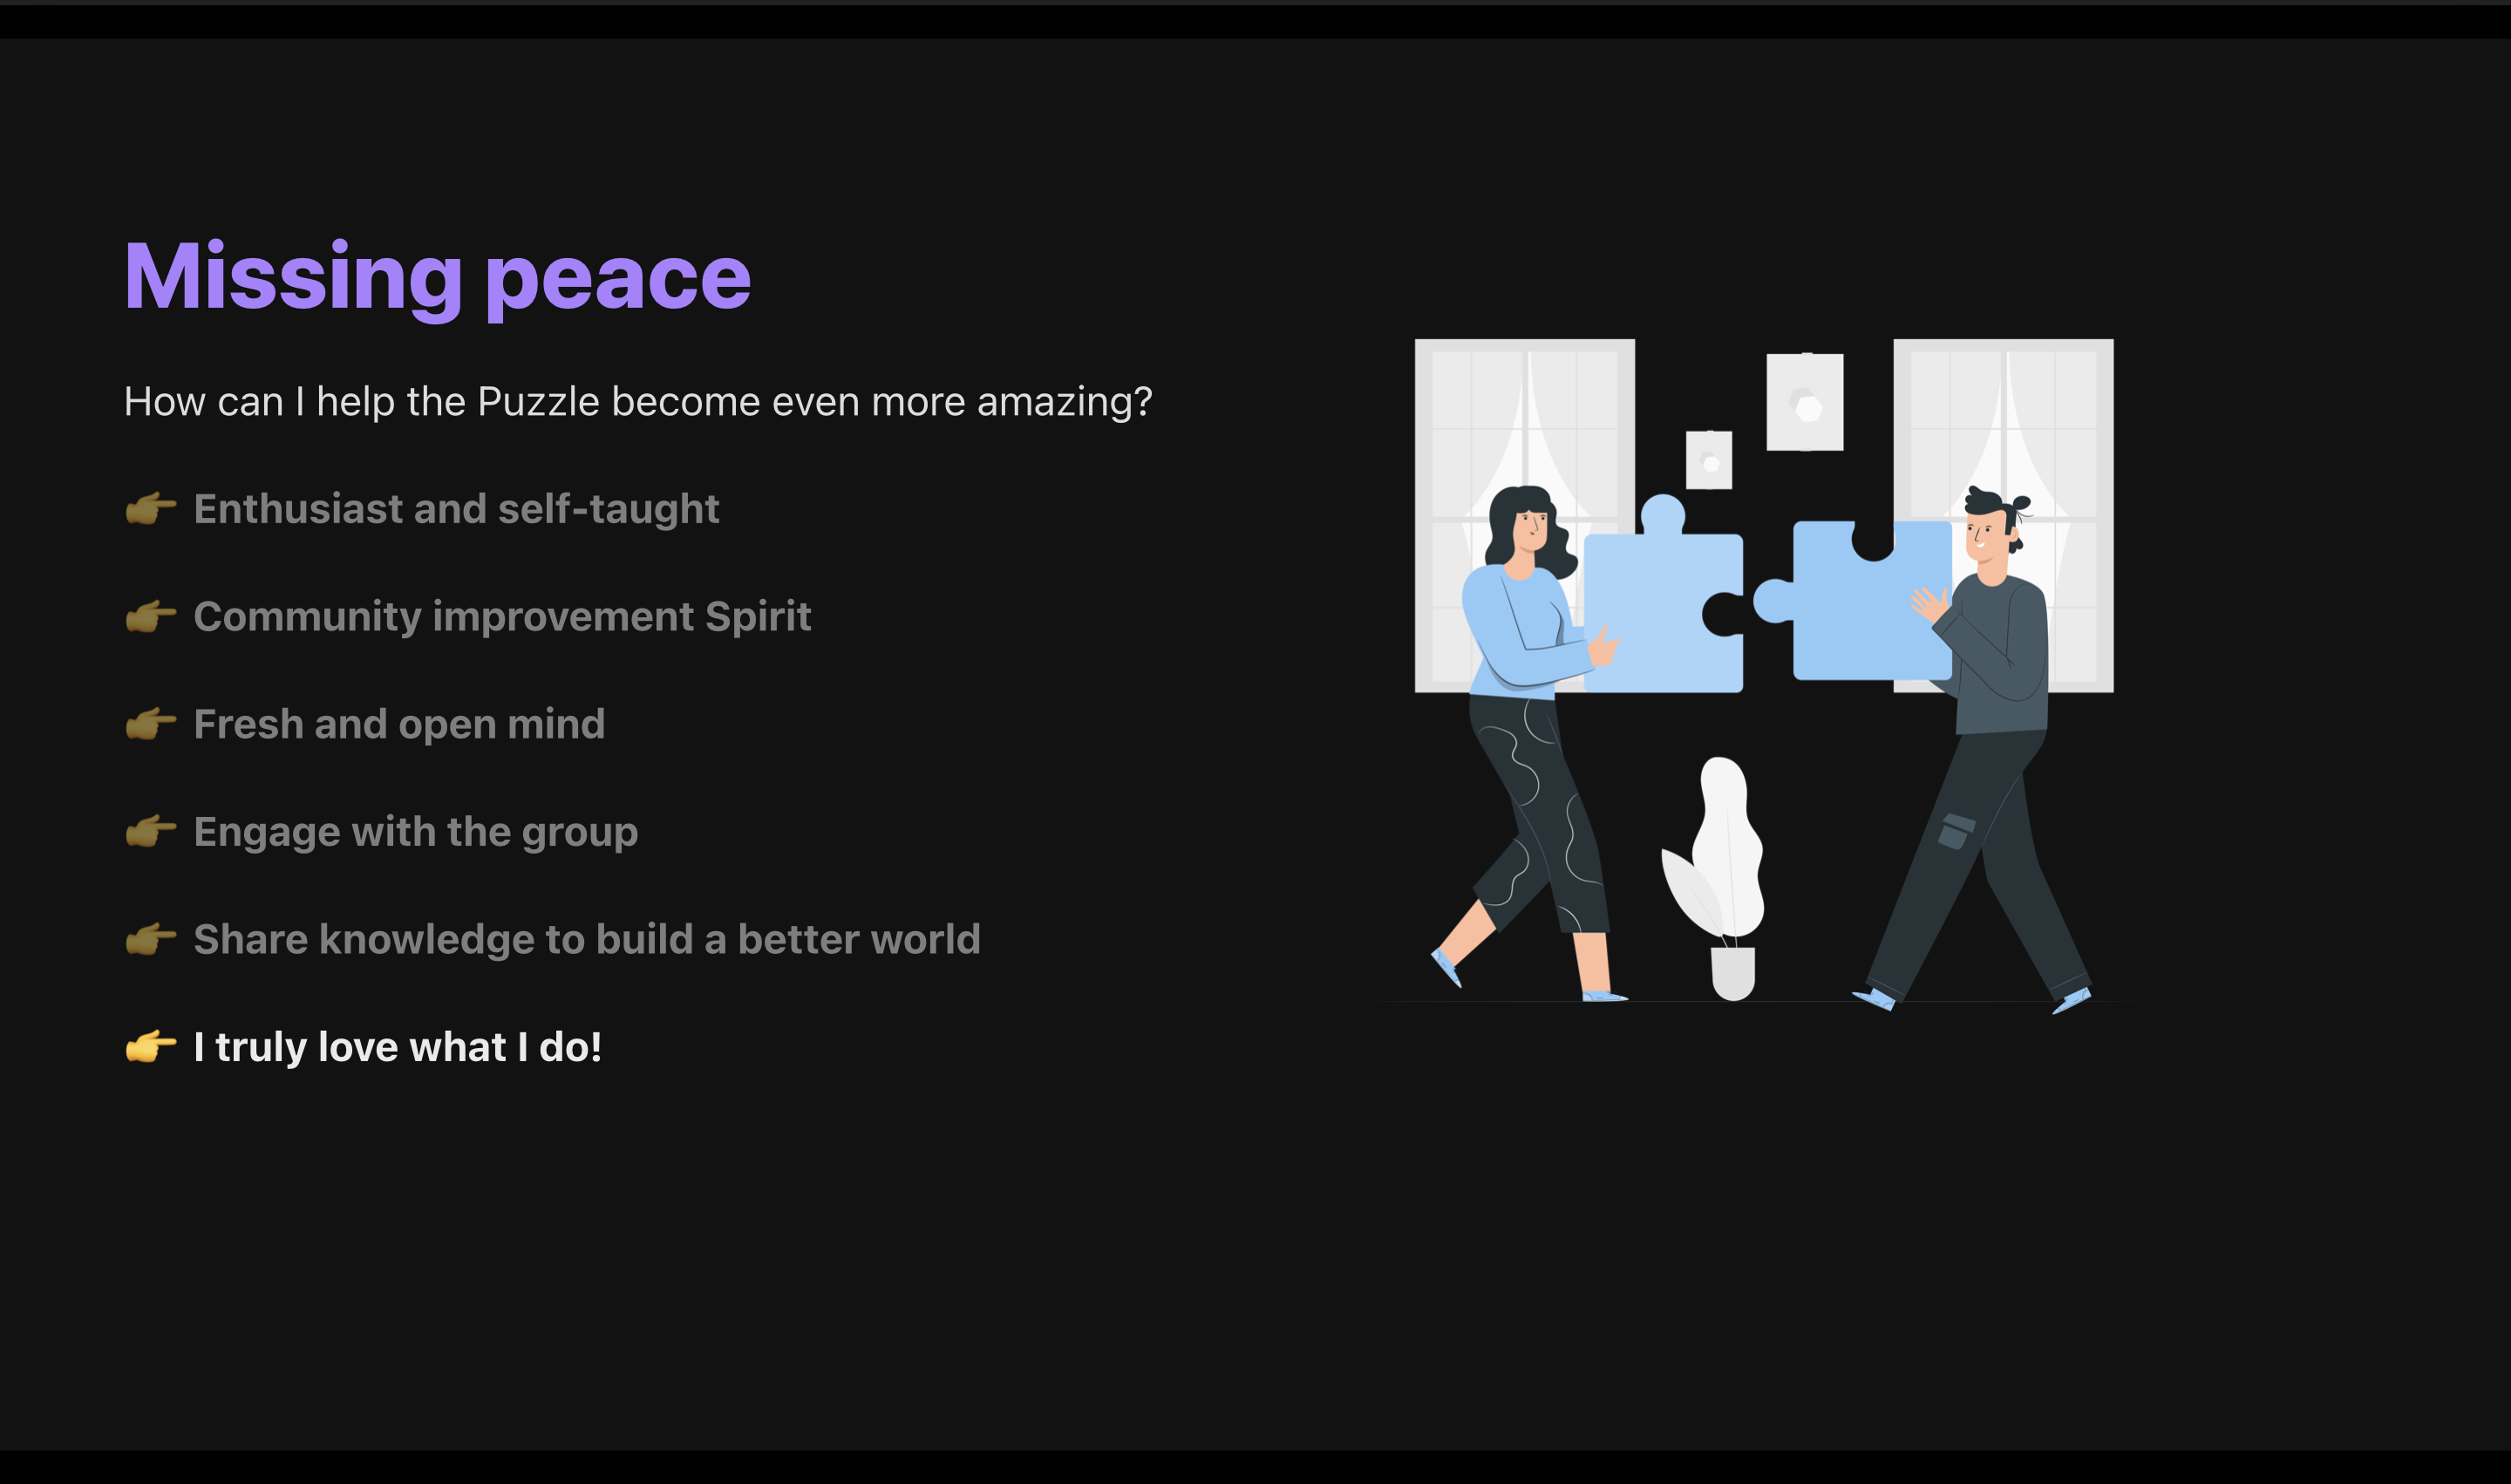 Missing peace
How can I help the Puzzle become even more amazing?
👉 Enthusiast and self-taught
👉 Community improvement Spirit
👉 Fresh and open mind
👉 Engage with the group
👉 Share knowledge to build a better world
👉 I truly love what I do!